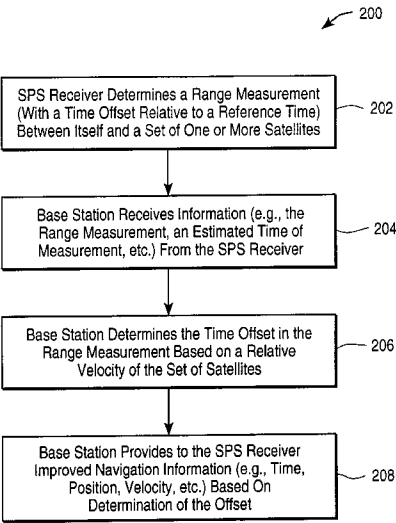 200
SPS Receiver Determines a Range Measurement
(With a Time Offset Relative to a Reference Time)
Between Itself and a Set of One or More Satellites
202
Base Station Receives Information (e.g., the
Range Measurement, an Estimated Time of
Measurement, etc.) From the SPS Receiver
204
Base Station Determines the Time Offset in the
Range Measurement Based on a Relative
Velocity of the Set of Satellites
206
Base Station Provides to the SPS Receiver
Improved Navigation Information (e.g., Time,
Position, Velocity, etc.) Based On
Determination of the Offset
208